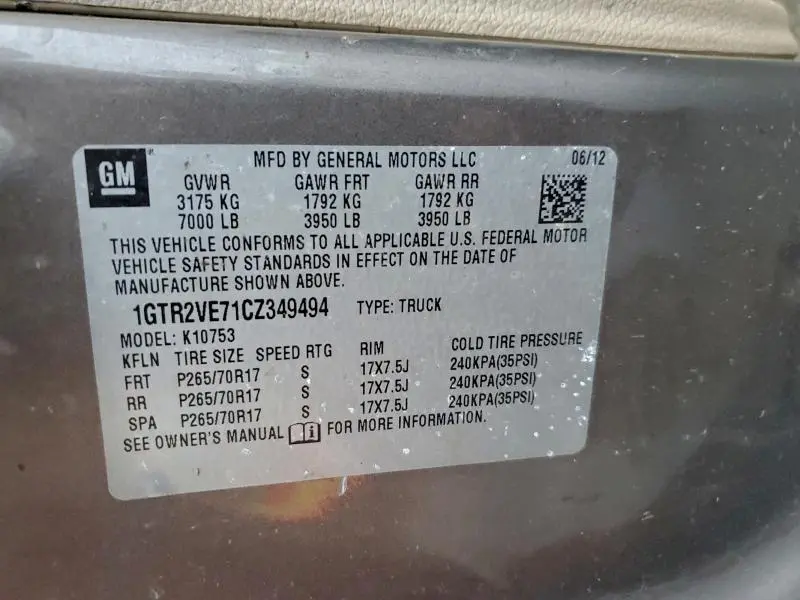 GM MFD BY GENERAL MOTORS LLC 06/12
GVWR GAWR FRT GAWR RR
3175 KG 1792 KG 1792 KG
7000 LB 3950 LB 3950 LB
THIS VEHICLE CONFORMS TO ALL APPLICABLE U.S. FEDERAL MOTOR
VEHICLE SAFETY STANDARDS IN EFFECT ON THE DATE OF
MANUFACTURE SHOWN ABOVE.
1GTR2VE71CZ349494 TYPE: TRUCK
MODEL: K10753
KFLN TIRE SIZE SPEED RTG RIM COLD TIRE PRESSURE
FRT P265/70R17 S 17X7.5J 240KPA(35PSI)
RR P265/70R17 S 17X7.5J 240KPA(35PSI)
SPA P265/70R17 S 17X7.5J 240KPA(35PSI)
SEE OWNER'S MANUAL FOR MORE INFORMATION.